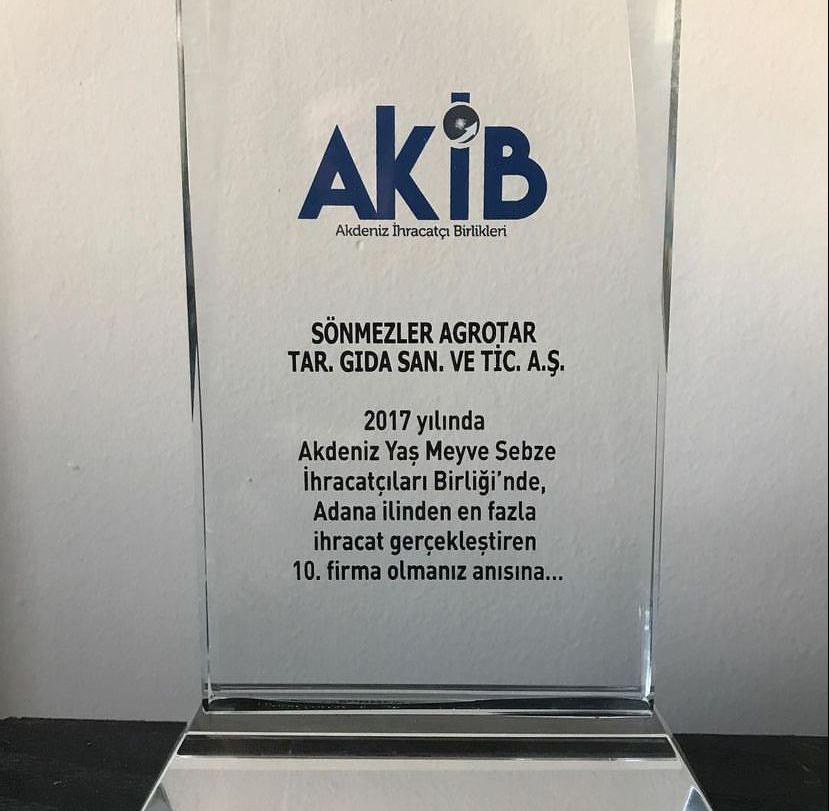 AKİB
Akdeniz İhracatçı Birlikleri
SÖNMEZLER AGROTAR
TAR. GIDA SAN. VE TİC. A.Ş.
2017 yılında
Akdeniz Yaş Meyve Sebze
İhracatçıları Birliği'nde,
Adana ilinden en fazla
ihracat gerçekleştiren
10. firma olmanız anısına...